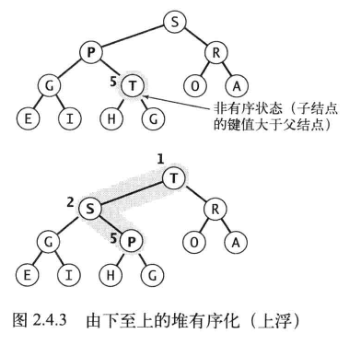 S
P R
G 5 T O A
E I H G
非有序状态（子结点
的键值大于父结点）
1
T
2 S R
G 5 P O A
E I H G
图 2.4.3 由下至上的堆有序化（上浮）